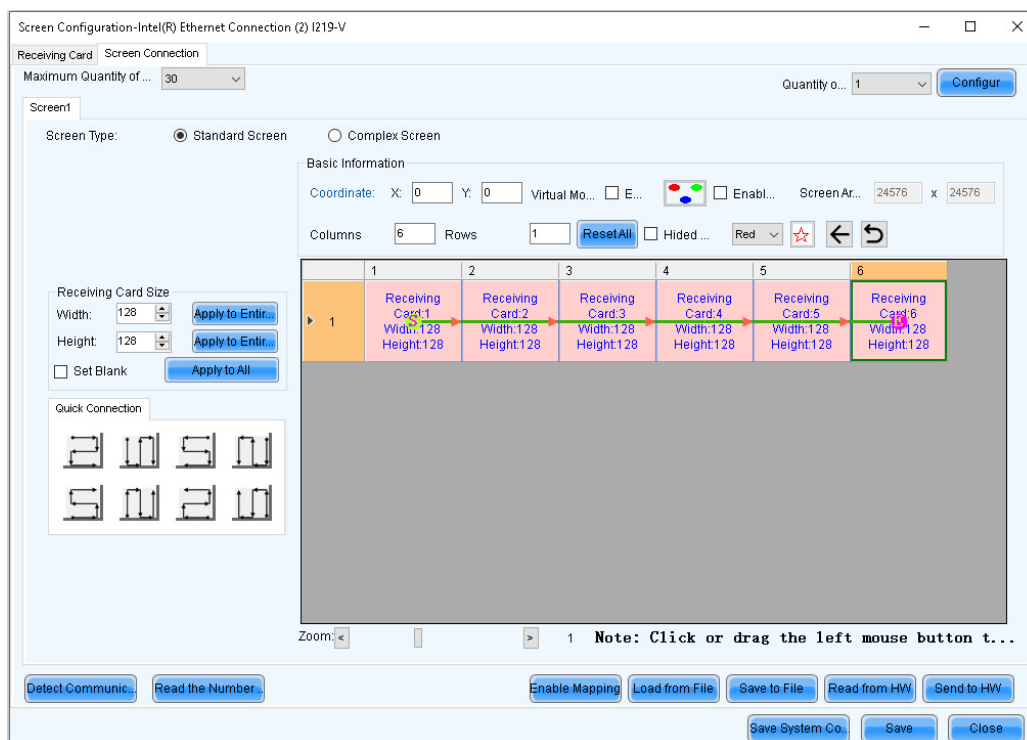 Screen Configuration-Intel(R) Ethernet Connection (2) I219-V
Receiving Card Screen Connection
Maximum Quantity of ... 30
Quantity o... 1 Configur
Screen1
Screen Type: Standard Screen Complex Screen
Basic Information
Coordinate: X: 0 Y: 0 Virtual Mo... E... Enabl... Screen Ar... 24576 x 24576
Columns 6 Rows 1 Reset All Hided ... Red
1 2 3 4 5 6
1
Receiving Card:1 Width:128 Height:128
Receiving Card:2 Width:128 Height:128
Receiving Card:3 Width:128 Height:128
Receiving Card:4 Width:128 Height:128
Receiving Card:5 Width:128 Height:128
Receiving Card:6 Width:128 Height:128
S
Receiving Card Size
Width: 128 Apply to Entir...
Height: 128 Apply to Entir...
Set Blank Apply to All
Quick Connection
Zoom: < > 1 Note: Click or drag the left mouse button t...
Detect Communic... Read the Number .. Enable Mapping Load from File Save to File Read from HW Send to HW
Save System Co.. Save Close